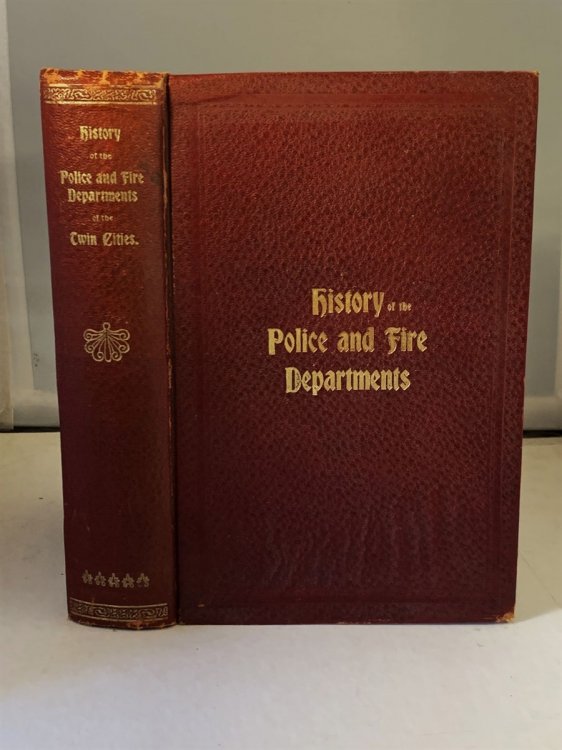 History
of the
Police and Fire
Departments
of the
Twin Cities.
History of the
Police and Fire
Departments